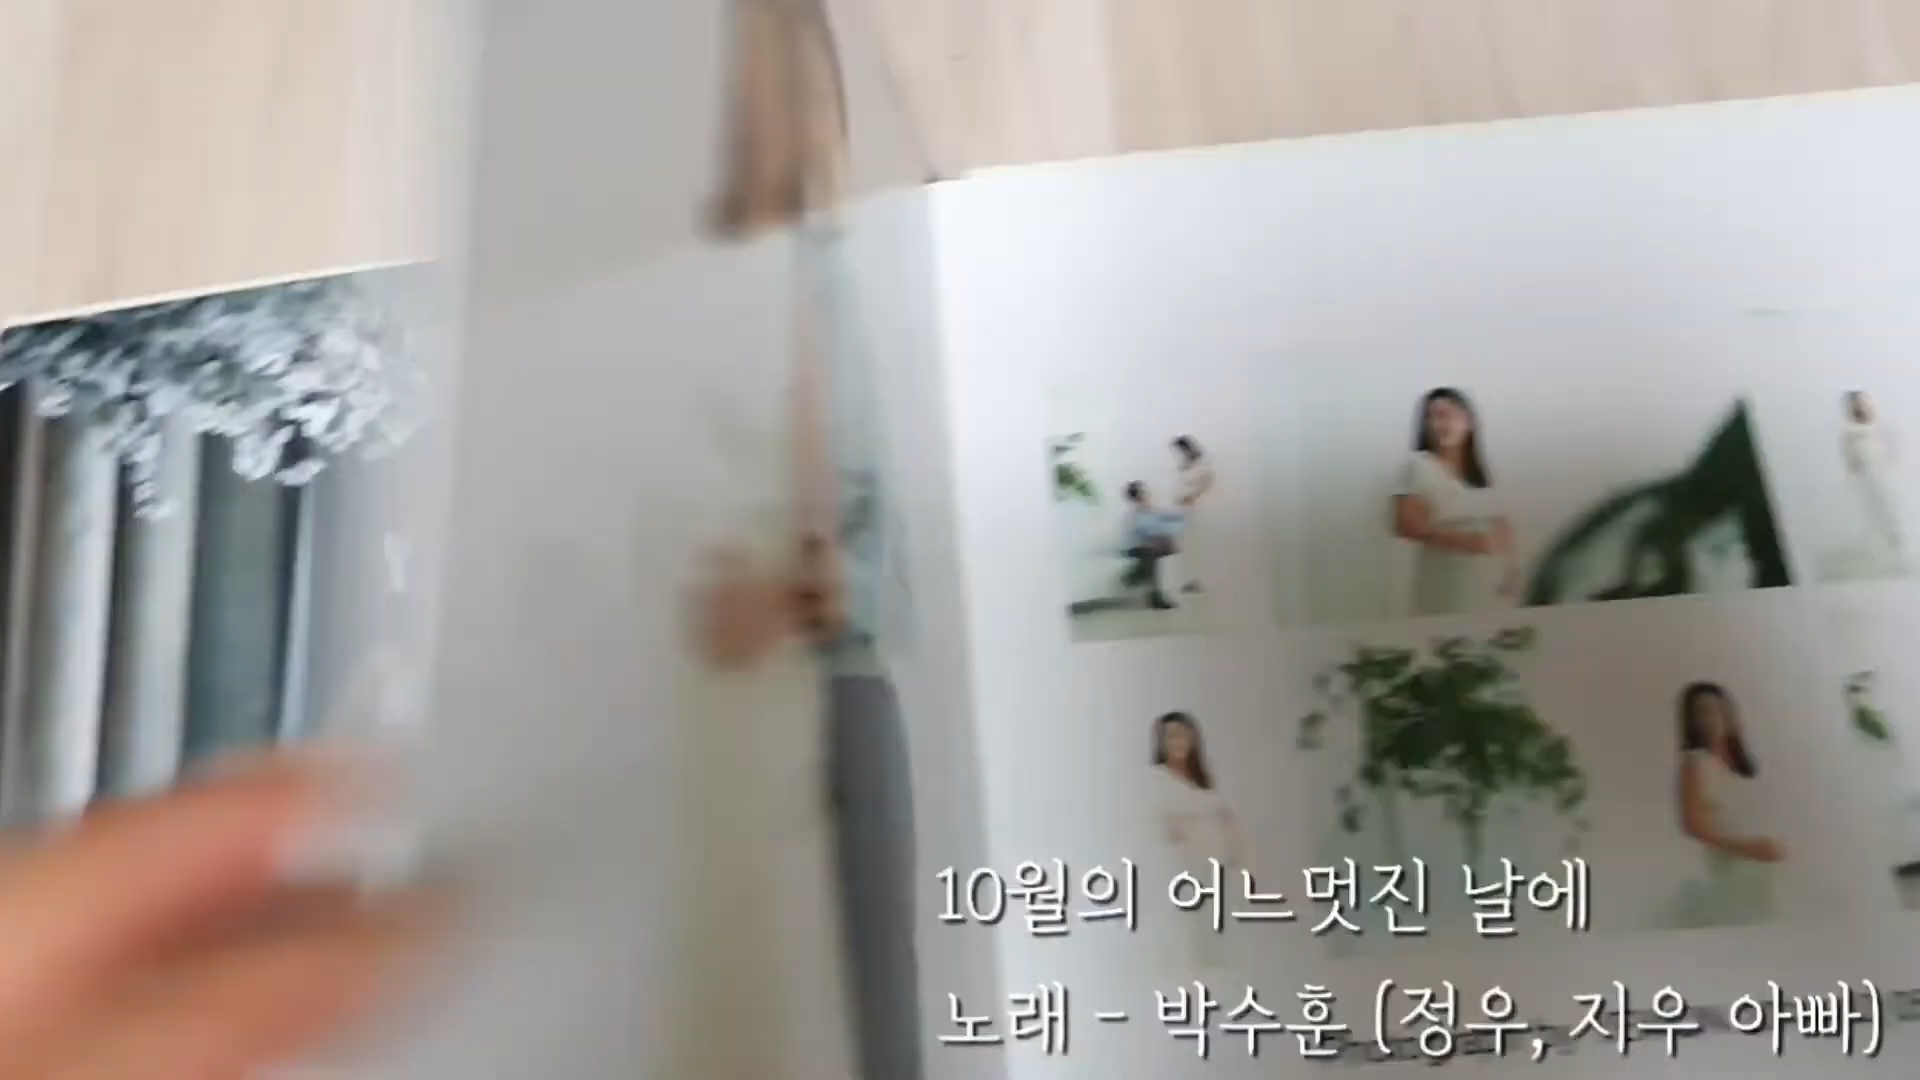 10월의 어느멋진 날에
노래 - 박수훈 (정우, 지우 아빠)